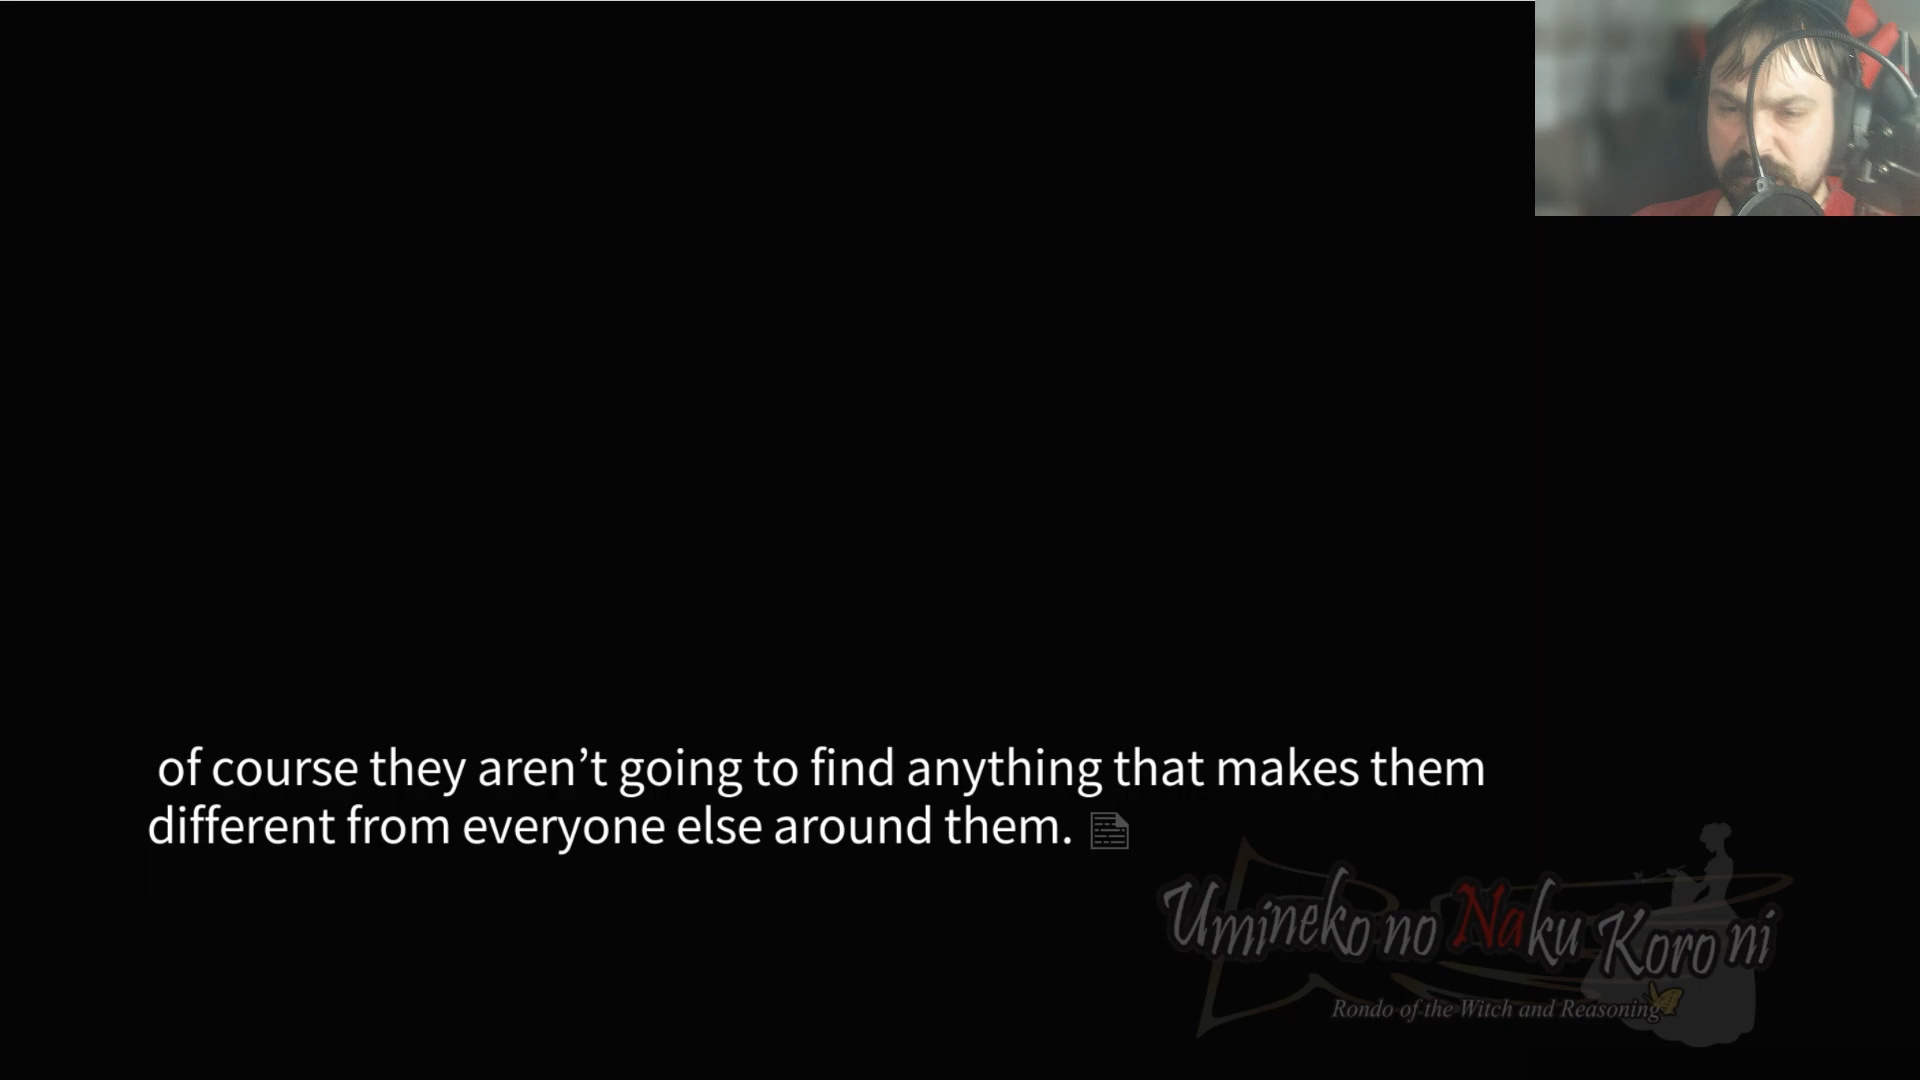 of course they aren’t going to find anything that makes them
different from everyone else around them.
Umineko no Naku Koro ni
Rondo of the Witch and Reasoning